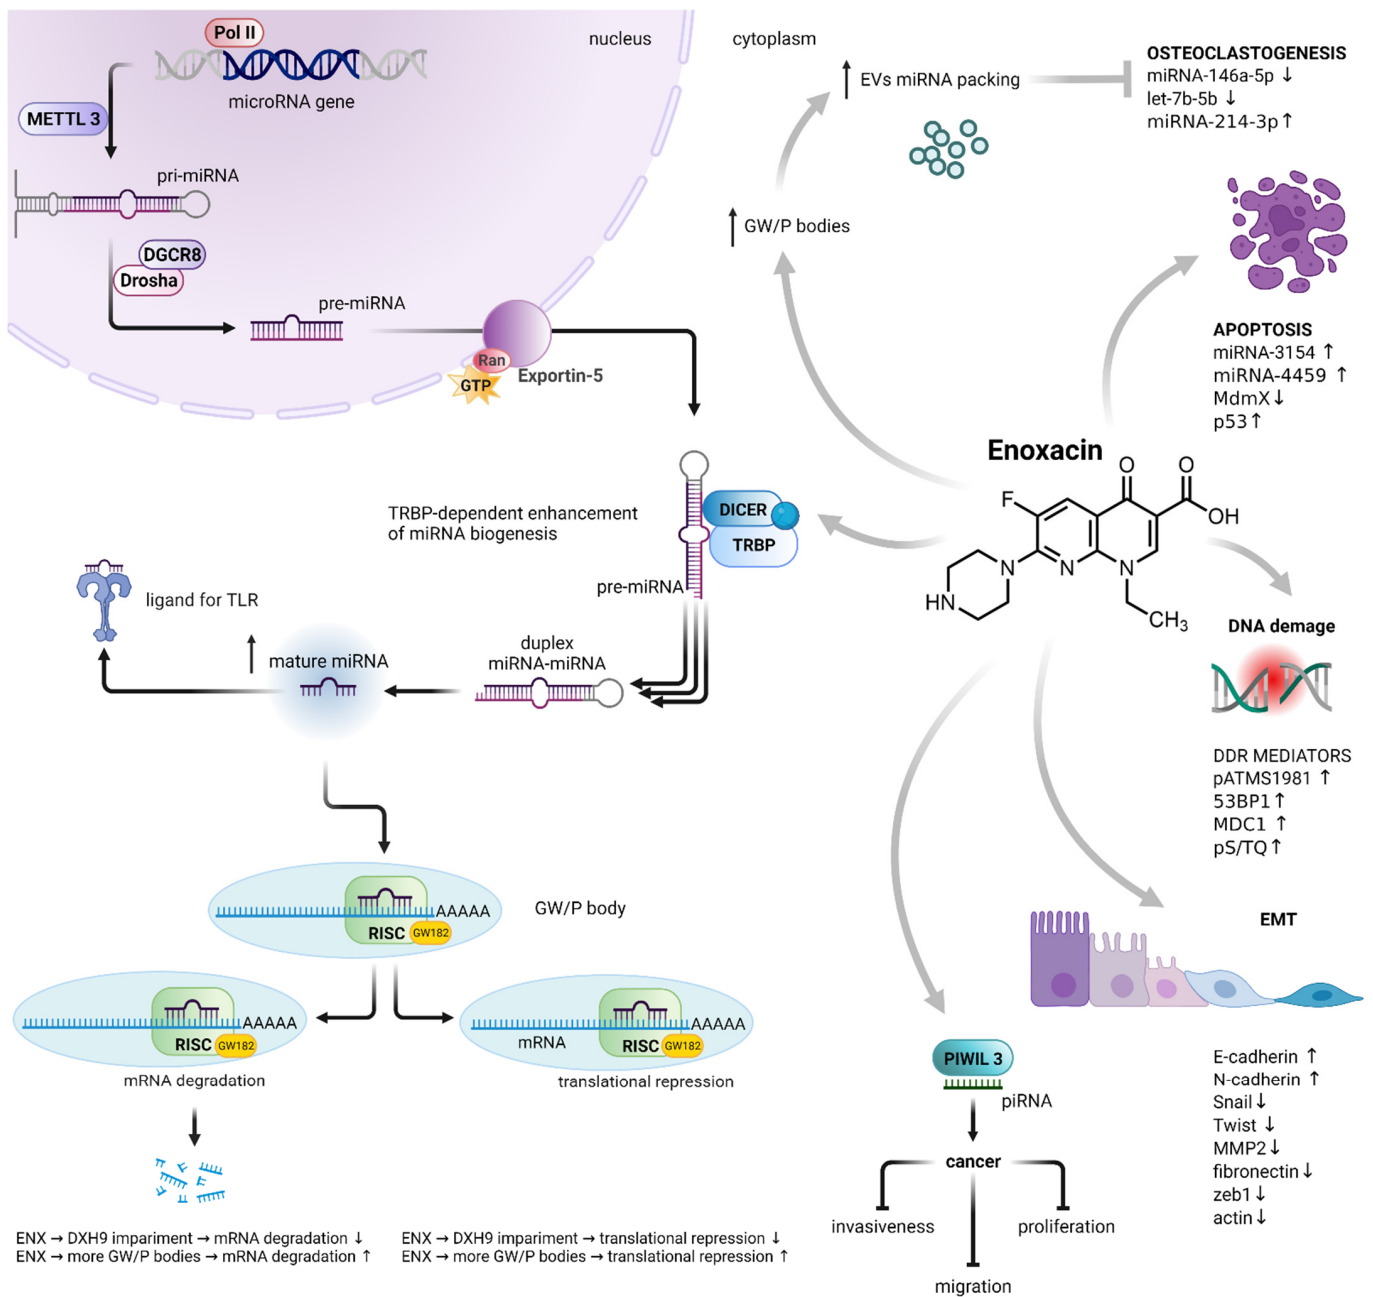 Pol II
nucleus
cytoplasm
microRNA gene
METTL 3
pri-miRNA
DGCR8
Drosha
pre-miRNA
Ran
GTP
Exportin-5
↑ EVs miRNA packing
↑ GW/P bodies
OSTEOCLASTOGENESIS
miRNA-146a-5p ↓
let-7b-5b ↓
miRNA-214-3p↑
APOPTOSIS
miRNA-3154 ↑
miRNA-4459 ↑
MdmX↓
p53↑
Enoxacin
O
O
F
OH
N
N
N
HN
CH3
TRBP-dependent enhancement
of miRNA biogenesis
DICER
TRBP
pre-miRNA
ligand for TLR
duplex
miRNA-miRNA
↑ mature miRNA
DNA demage
DDR MEDIATORS
pATMS1981 ↑
53BP1↑
MDC1 ↑
pS/TQ↑
AAAAA
RISC
GW182
GW/P body
AAAAA
RISC
GW182
mRNA degradation
AAAAA
mRNA
RISC
GW182
translational repression
EMT
E-cadherin ↑
N-cadherin ↑
Snail↓
Twist ↓
MMP2↓
fibronectin↓
zeb1↓
actin↓
PIWIL 3
piRNA
cancer
invasiveness
proliferation
migration
ENX → DXH9 impariment → mRNA degradation ↓
ENX → more GW/P bodies → mRNA degradation ↑
ENX → DXH9 impariment → translational repression ↓
ENX → more GW/P bodies → translational repression ↑